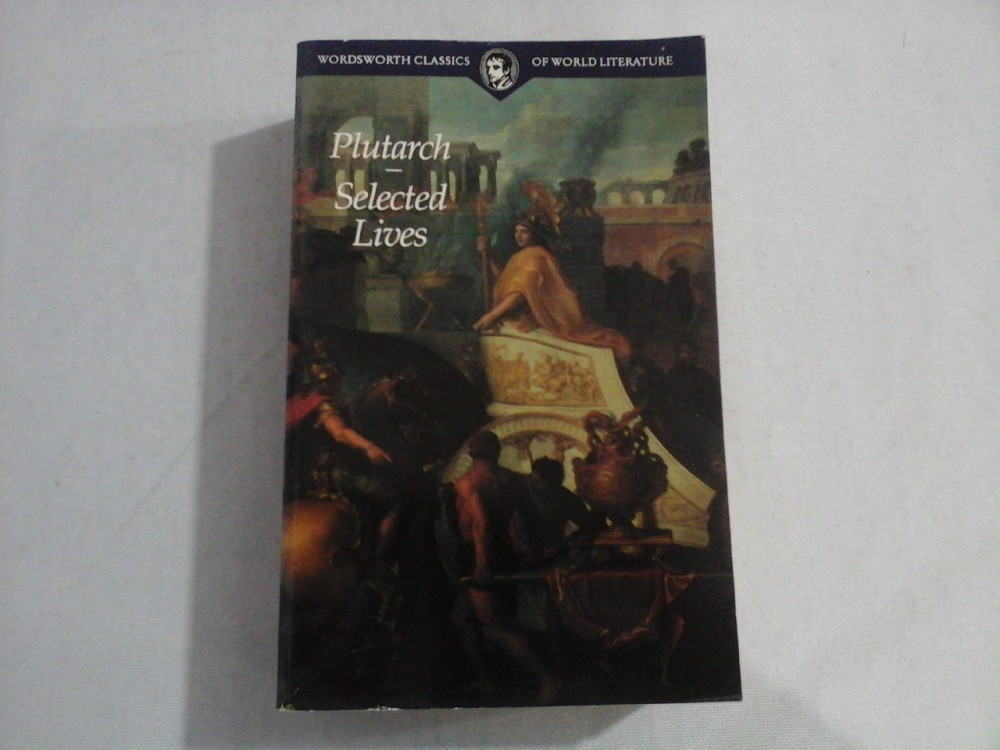 WORDSWORTH CLASSICS OF WORLD LITERATURE
Plutarch
—
Selected
Lives